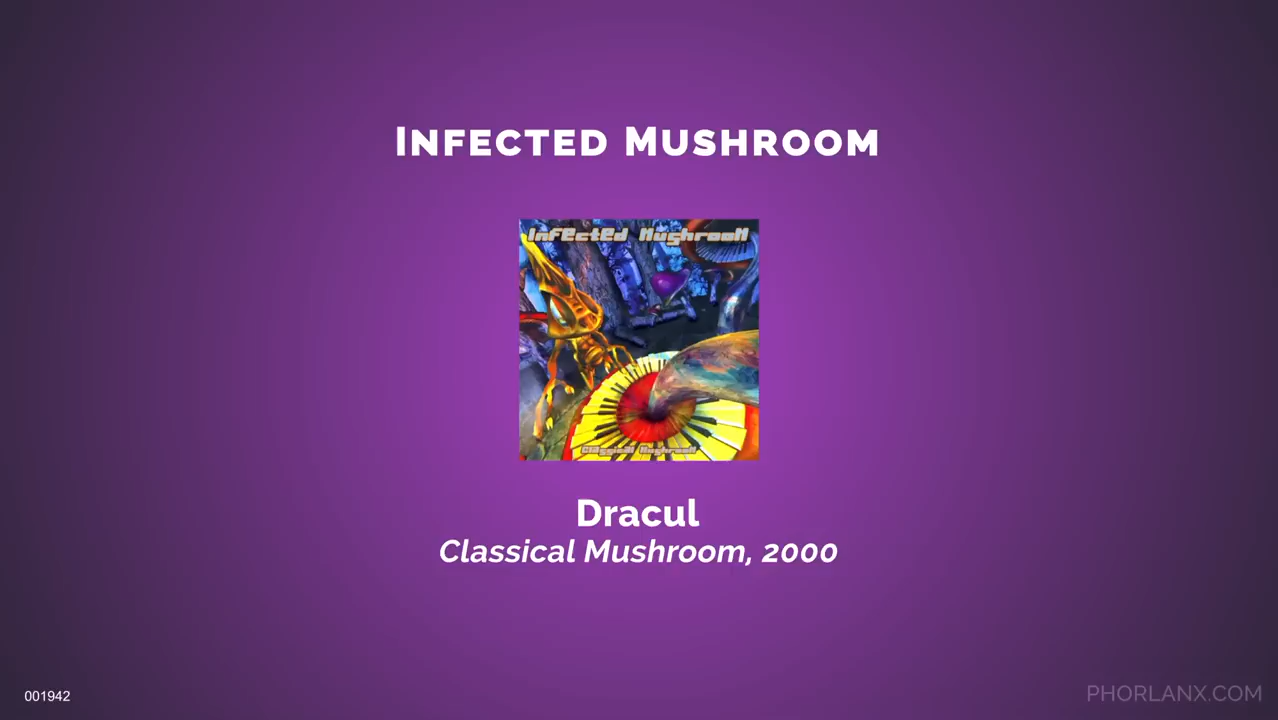 INFECTED MUSHROOM
Infected Mushroom
Classical Mushroom
Dracul
Classical Mushroom, 2000
001942
PHORLANX.COM